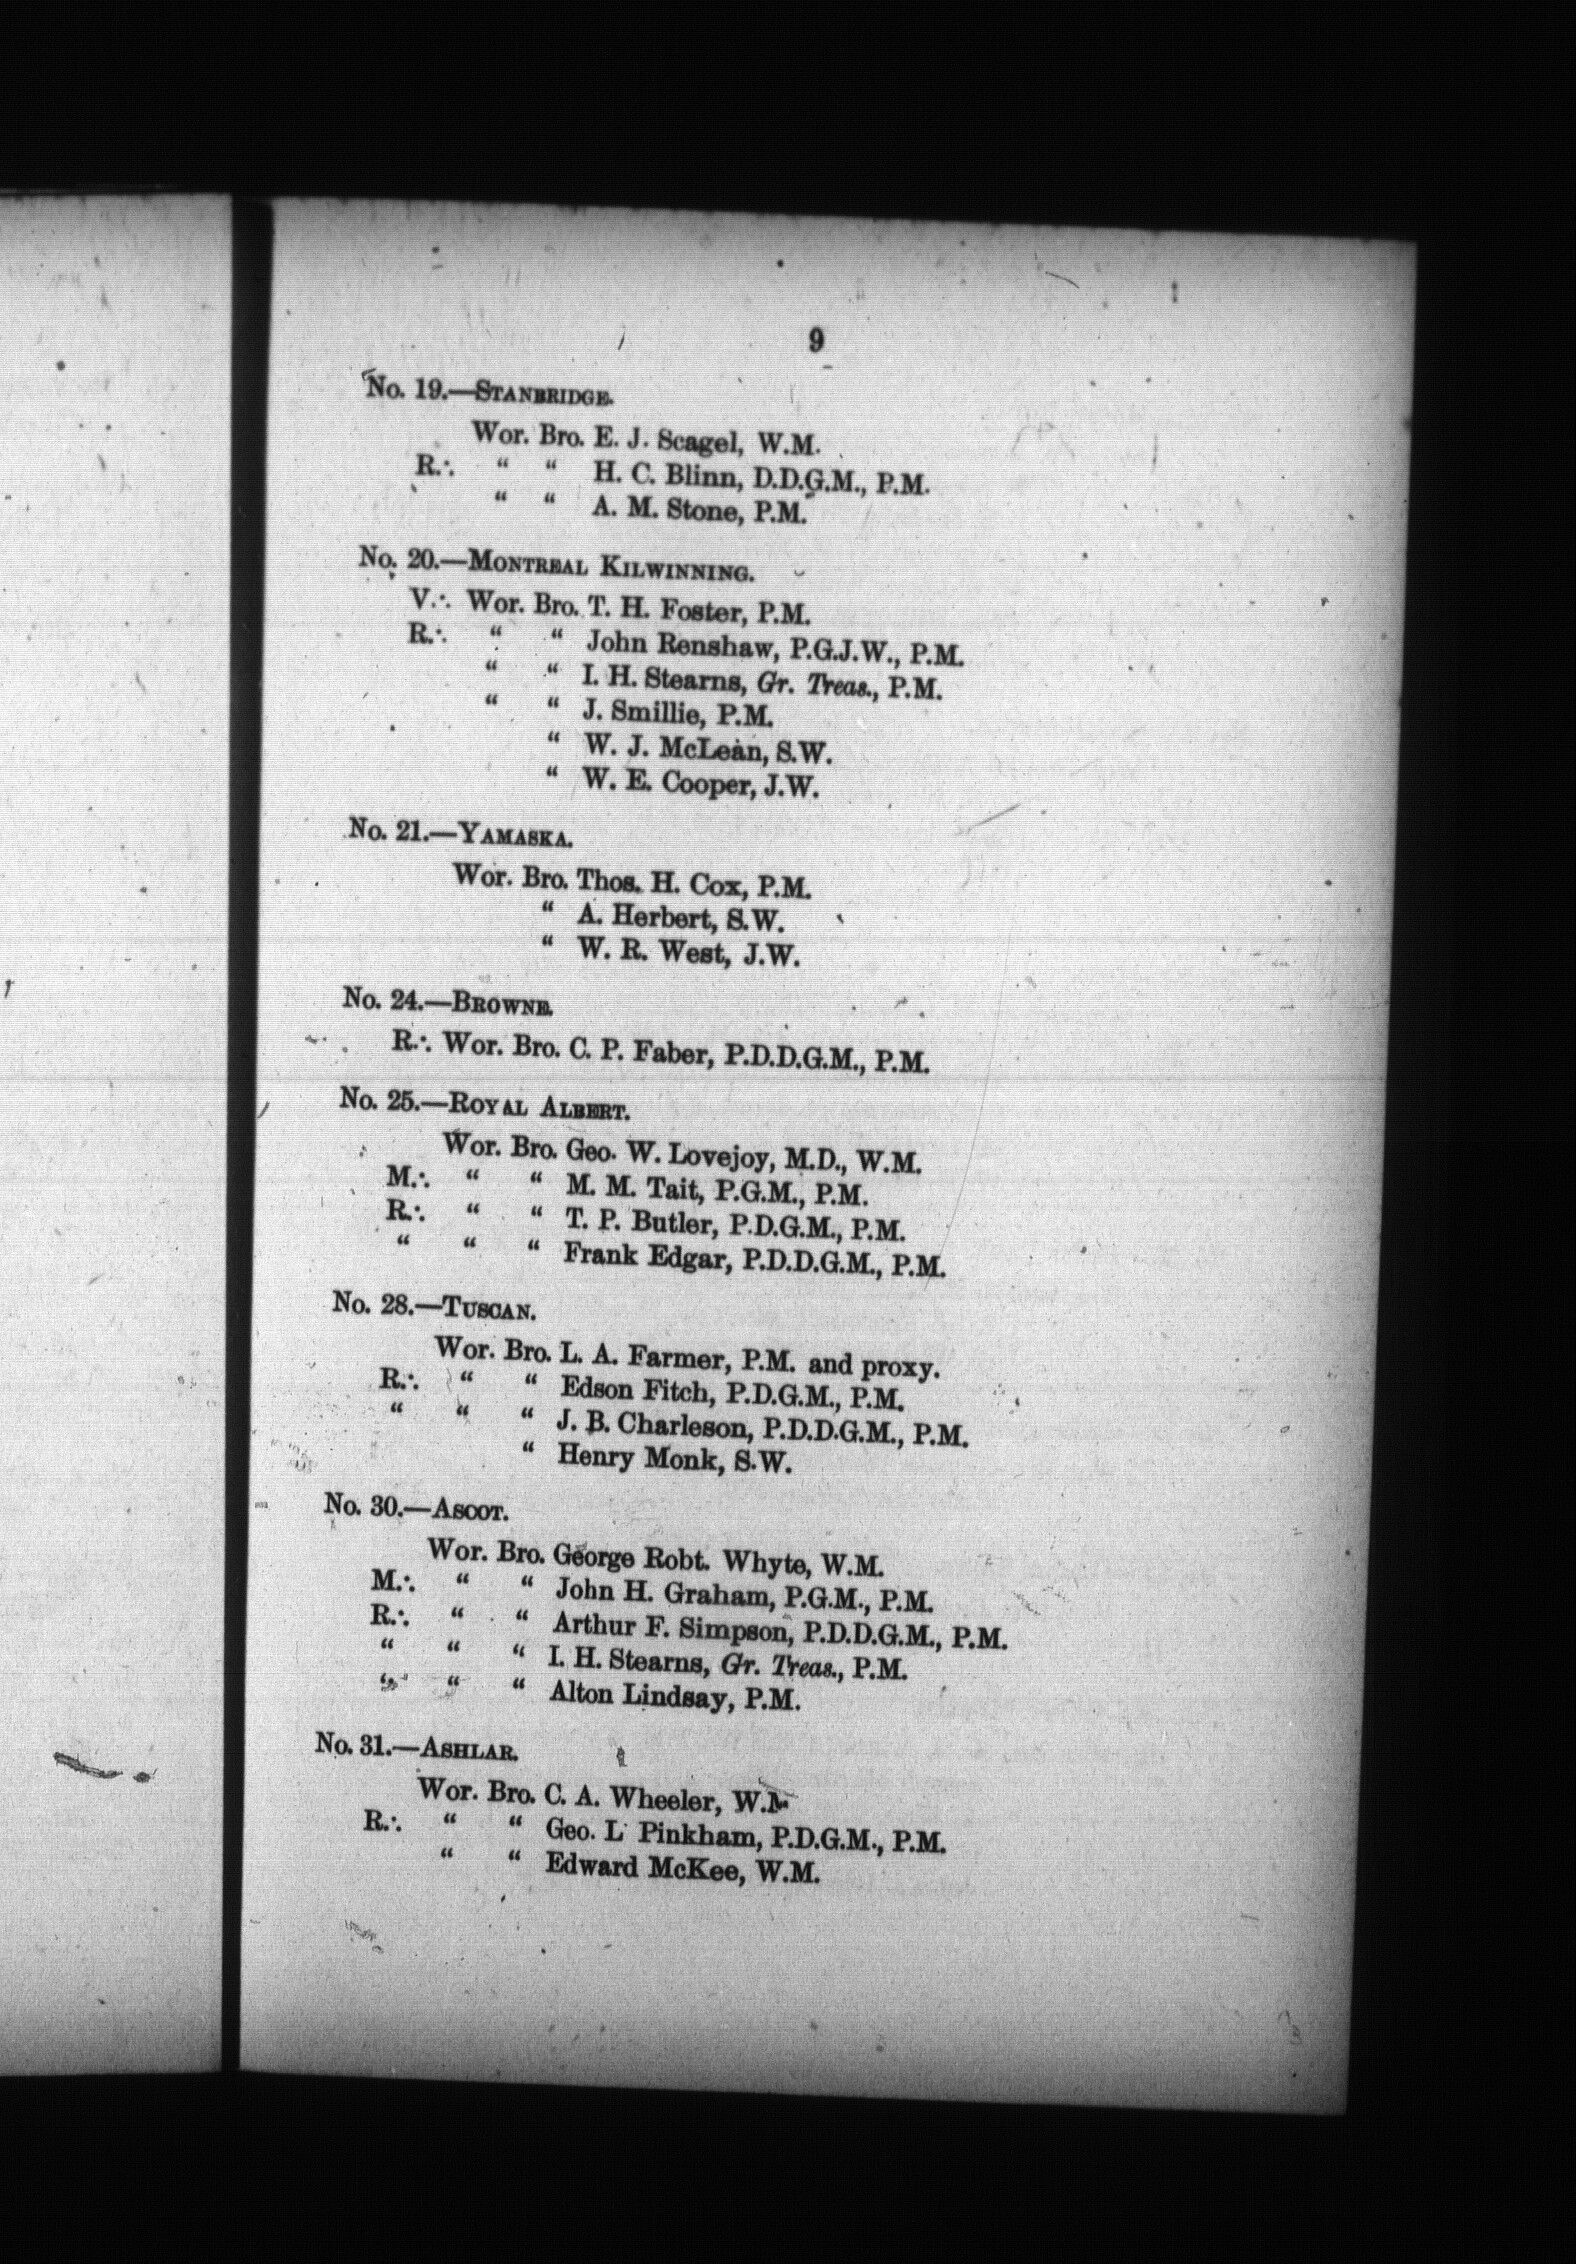 9
No. 19.—STANBRIDGE.
Wor. Bro. E. J. Scagel, W.M.
R.∴ “ “ H. C. Blinn, D.D.G.M., P.M.
“ “ A. M. Stone, P.M.
No. 20.—MONTREAL KILWINNING.
V.∴ Wor. Bro. T. H. Foster, P.M.
R.∴ “ “ John Renshaw, P.G.J.W., P.M.
“ “ I. H. Stearns, Gr. Treas., P.M.
“ “ J. Smillie, P.M.
“ W. J. McLean, S.W.
“ W. E. Cooper, J.W.
No. 21.—YAMASKA.
Wor. Bro. Thos. H. Cox, P.M.
“ A. Herbert, S.W.
“ W. R. West, J.W.
No. 24.—BROWNE.
R.∴ Wor. Bro. C. P. Faber, P.D.D.G.M., P.M.
No. 25.—ROYAL ALBERT.
Wor. Bro. Geo. W. Lovejoy, M.D., W.M.
M.∴ “ “ M. M. Tait, P.G.M., P.M.
R.∴ “ “ T. P. Butler, P.D.G.M., P.M.
“ “ “ Frank Edgar, P.D.D.G.M., P.M.
No. 28.—TUSCAN.
Wor. Bro. L. A. Farmer, P.M. and proxy.
R.∴ “ “ Edson Fitch, P.D.G.M., P.M.
“ “ “ J. B. Charleson, P.D.D.G.M., P.M.
“ Henry Monk, S.W.
No. 30.—ASCOT.
Wor. Bro. George Robt. Whyte, W.M.
M.∴ “ “ John H. Graham, P.G.M., P.M.
R.∴ “ “ Arthur F. Simpson, P.D.D.G.M., P.M.
“ “ “ I. H. Stearns, Gr. Treas., P.M.
“ “ “ Alton Lindsay, P.M.
No. 31.—ASHLAR.
Wor. Bro. C. A. Wheeler, W.M
R.∴ “ “ Geo. L Pinkham, P.D.G.M., P.M.
“ “ Edward McKee, W.M.